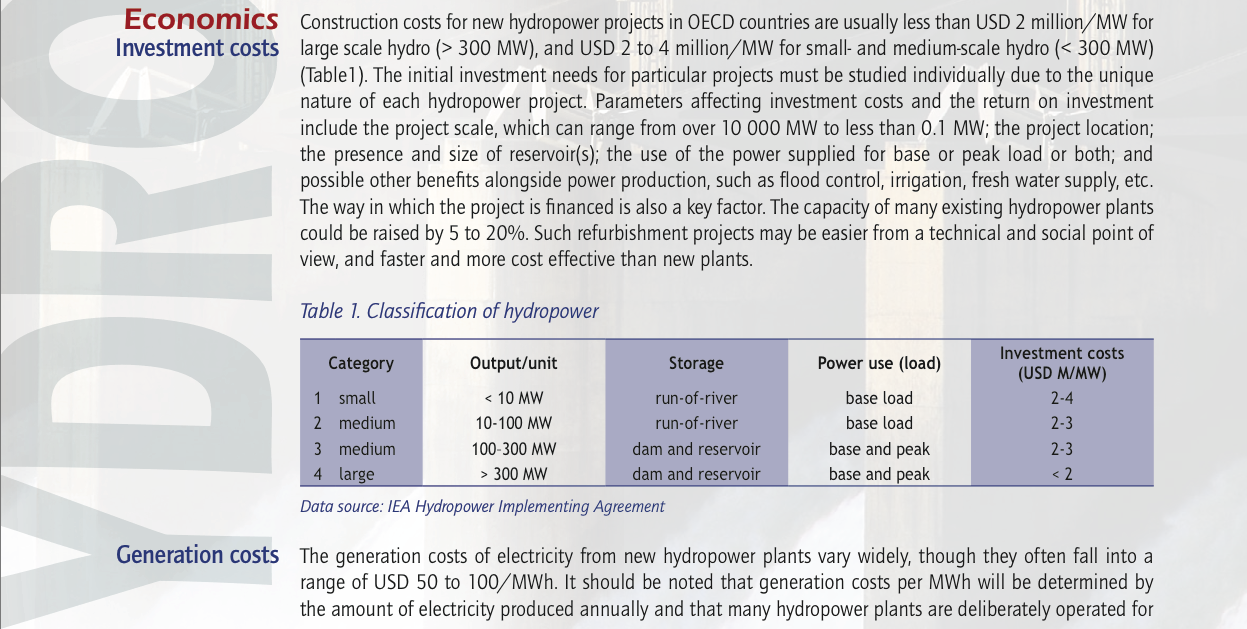 Economics
Investment costs
Construction costs for new hydropower projects in OECD countries are usually less than USD 2 million/MW for
large scale hydro (> 300 MW), and USD 2 to 4 million/MW for small- and medium-scale hydro (< 300 MW)
(Table1). The initial investment needs for particular projects must be studied individually due to the unique
nature of each hydropower project. Parameters affecting investment costs and the return on investment
include the project scale, which can range from over 10 000 MW to less than 0.1 MW; the project location;
the presence and size of reservoir(s); the use of the power supplied for base or peak load or both; and
possible other benefits alongside power production, such as flood control, irrigation, fresh water supply, etc.
The way in which the project is financed is also a key factor. The capacity of many existing hydropower plants
could be raised by 5 to 20%. Such refurbishment projects may be easier from a technical and social point of
view, and faster and more cost effective than new plants.
Table 1. Classification of hydropower
Category Output/unit Storage Power use (load) Investment costs (USD M/MW)
1 small < 10 MW run-of-river base load 2-4
2 medium 10-100 MW run-of-river base load 2-3
3 medium 100-300 MW dam and reservoir base and peak 2-3
4 large > 300 MW dam and reservoir base and peak < 2
Data source: IEA Hydropower Implementing Agreement
Generation costs
The generation costs of electricity from new hydropower plants vary widely, though they often fall into a
range of USD 50 to 100/MWh. It should be noted that generation costs per MWh will be determined by
the amount of electricity produced annually and that many hydropower plants are deliberately operated for
YDRO